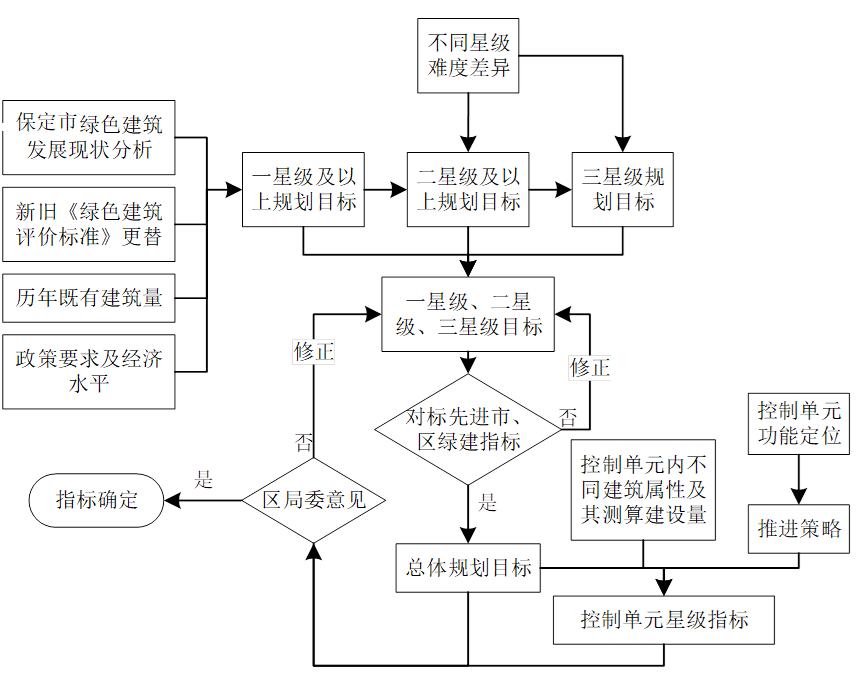 不同星级
难度差异
保定市绿色建筑
发展现状分析
新旧《绿色建筑
评价标准》更替
历年既有建筑量
政策要求及经济
水平
一星级及以
上规划目标
二星级及
以上规划目标
三星级规
划目标
一星级、二星
级、三星级目标
修正
修正
对标先进市、
区绿建指标
否
否
是
控制单元
功能定位
控制单元内不
同建筑属性及
其测算建设量
推进策略
区局委意见
是
指标确定
总体规划目标
控制单元星级指标